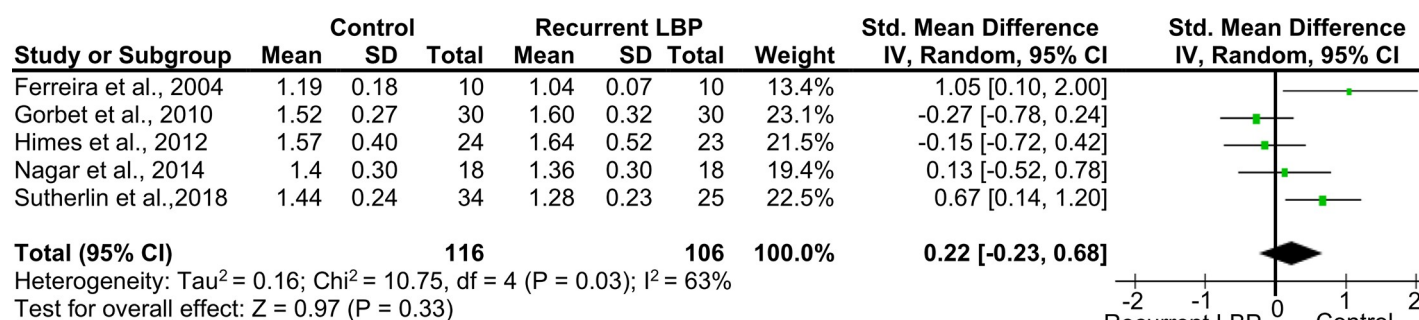 Control Recurrent LBP Std. Mean Difference Std. Mean Difference
Study or Subgroup Mean SD Total Mean SD Total Weight IV, Random, 95% CI IV, Random, 95% CI
Ferreira et al., 2004 1.19 0.18 10 1.04 0.07 10 13.4% 1.05 [0.10, 2.00]
Gorbet et al., 2010 1.52 0.27 30 1.60 0.32 30 23.1% -0.27 [-0.78, 0.24]
Himes et al., 2012 1.57 0.40 24 1.64 0.52 23 21.5% -0.15 [-0.72, 0.42]
Nagar et al., 2014 1.4 0.30 18 1.36 0.30 18 19.4% 0.13 [-0.52, 0.78]
Sutherlin et al.,2018 1.44 0.24 34 1.28 0.23 25 22.5% 0.67 [0.14, 1.20]
Total (95% CI) 116 106 100.0% 0.22 [-0.23, 0.68]
Heterogeneity: Tau² = 0.16; Chi² = 10.75, df = 4 (P = 0.03); I² = 63%
Test for overall effect: Z = 0.97 (P = 0.33)
-2 -1 0 1 2
Recurrent LBP Control